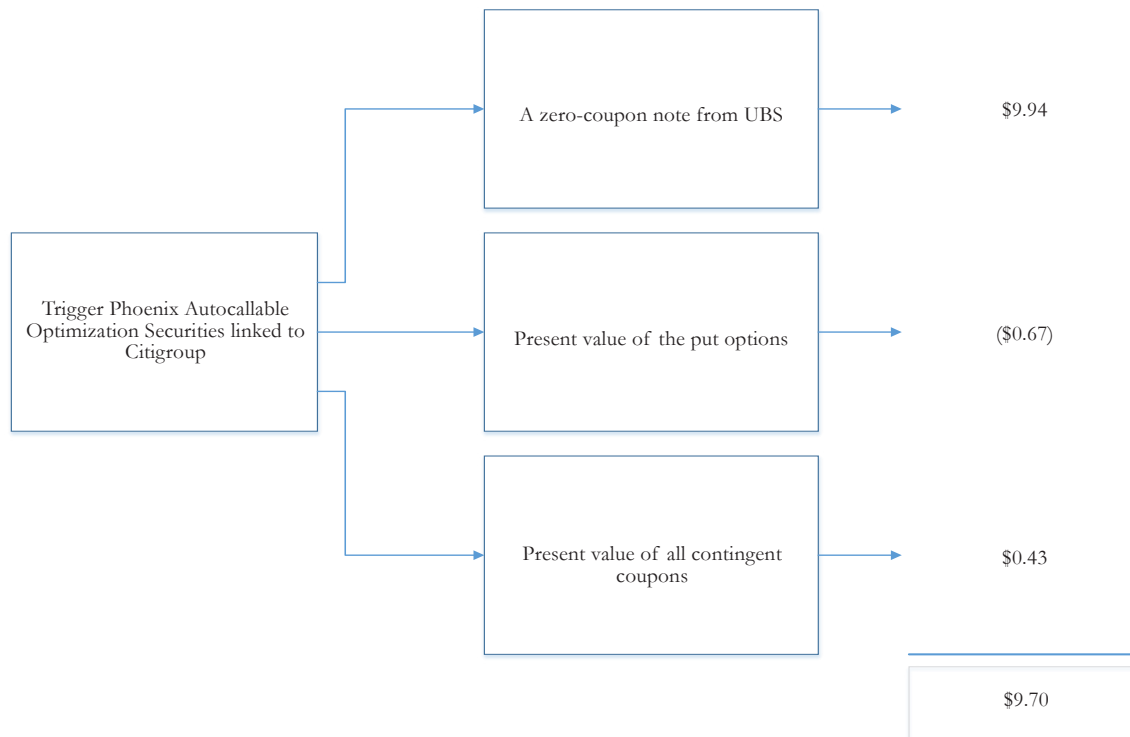 A zero-coupon note from UBS
$9.94
Trigger Phoenix Autocallable
Optimization Securities linked to
Citigroup
Present value of the put options
($0.67)
Present value of all contingent
coupons
$0.43
$9.70